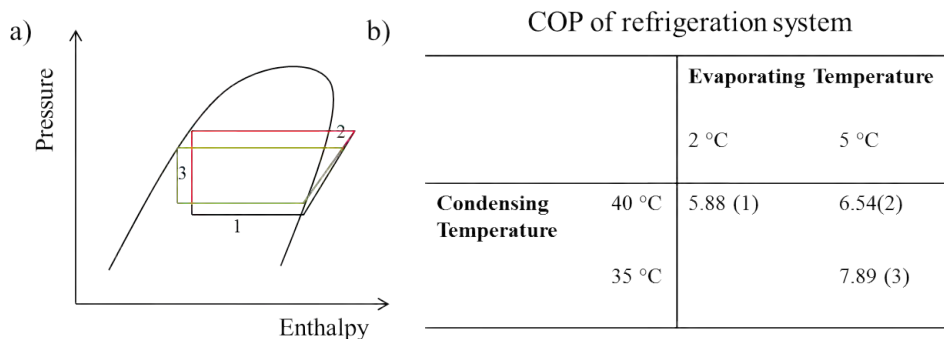 a)
Pressure
2
3
1
Enthalpy
b)
COP of refrigeration system
Evaporating Temperature
2 °C 5 °C
Condensing Temperature
40 °C 5.88 (1) 6.54(2)
35 °C 7.89 (3)